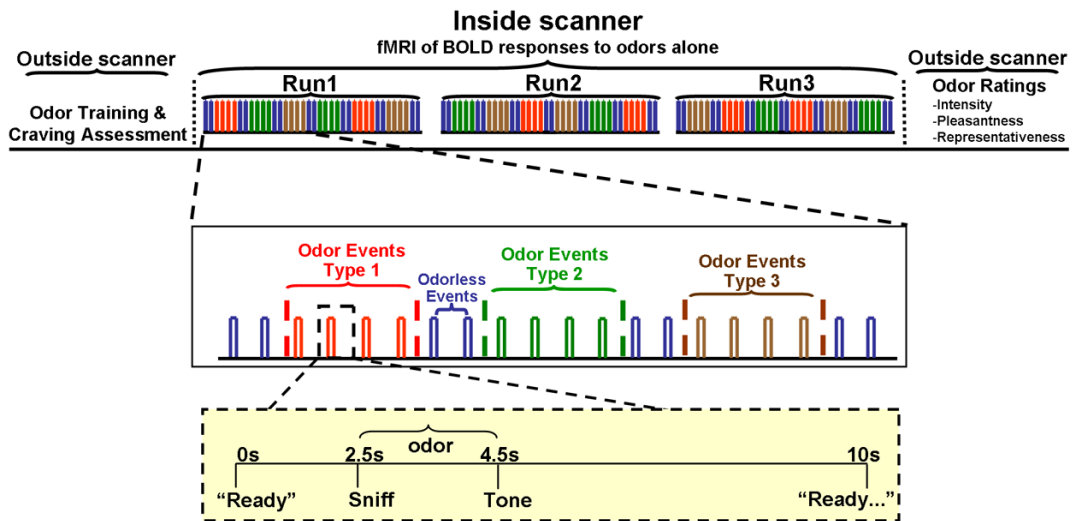 Inside scanner
fMRI of BOLD responses to odors alone
Outside scanner
Odor Training &
Craving Assessment
Run1
Run2
Run3
Outside scanner
Odor Ratings
-Intensity
-Pleasantness
-Representativeness
Odor Events
Type 1
Odorless
Events
Odor Events
Type 2
Odor Events
Type 3
odor
0s
2.5s
4.5s
10s
“Ready”
Sniff
Tone
“Ready...”